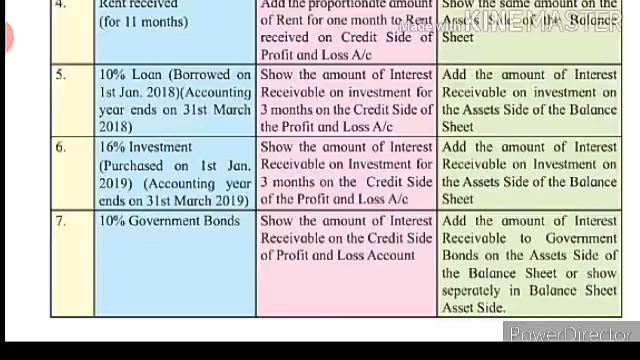 4. Rent received Add the proportionate amount Show the same amount on the
(for 11 months) of Rent for one month to Rent Assets Side of the Balance
received on Credit Side of Sheet
Profit and Loss A/c
Made with KINEMASTER
5. 10% Loan (Borrowed on Show the amount of Interest Add the amount of Interest
1st Jan. 2018)(Accounting Receivable on investment for Receivable on investment on
year ends on 31st March 3 months on the Credit Side of the Assets Side of the Balance
2018) the Profit and Loss A/c Sheet
6. 16% Investment Show the amount of Interest Add the amount of Interest
(Purchased on 1st Jan. Receivable on Investment for Receivable on Investment on
2019) (Accounting year 3 months on the Credit Side the Assets Side of the Balance
ends on 31st March 2019) of the Profit and Loss A/c Sheet
7. 10% Government Bonds Show the amount of Interest Add the amount of Interest
Receivable on the Credit Side Receivable to Government
of Profit and Loss Account Bonds on the Assets Side of
the Balance Sheet or show
seperately in Balance Sheet
Asset Side.
PowerDirector